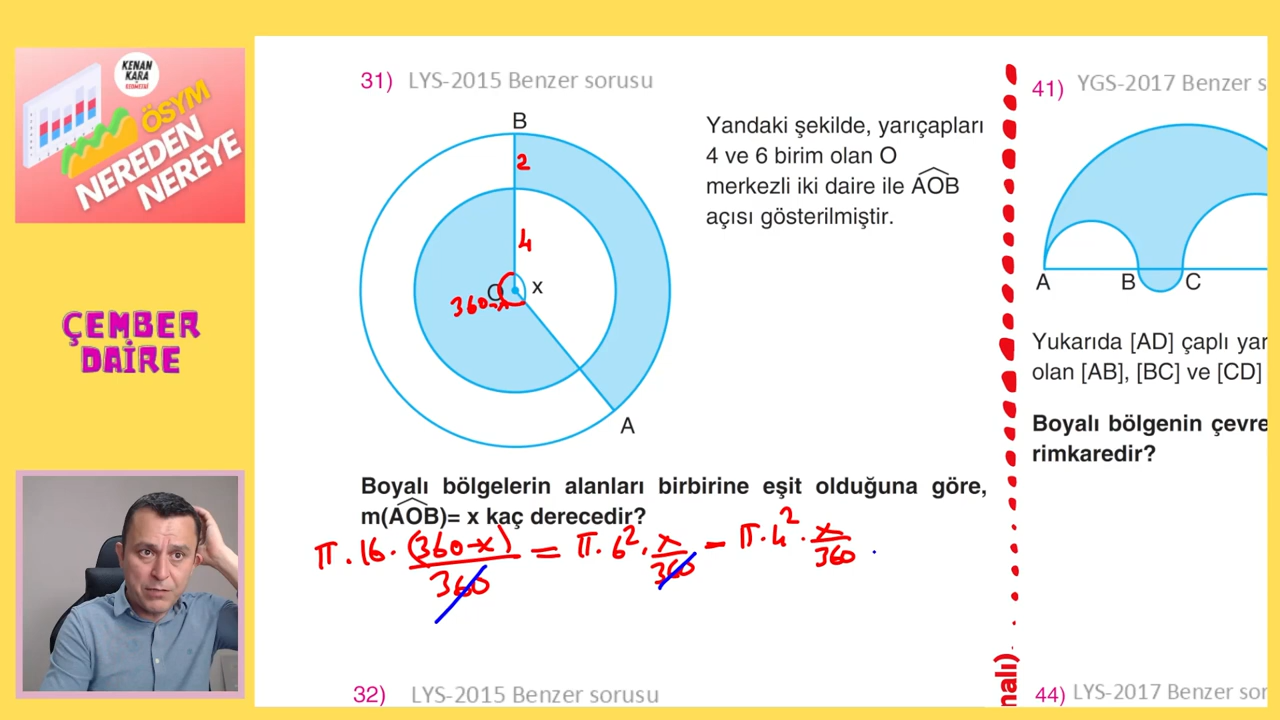 KENAN
KARA
GEOMETRİ
ÖSYM
NEREDEN
NEREYE
ÇEMBER
DAİRE
31) LYS-2015 Benzer sorusu
B
2
4
O
x
360-x
A
Yandaki şekilde, yarıçapları
4 ve 6 birim olan O
merkezli iki daire ile AOB
açısı gösterilmiştir.
Boyalı bölgelerin alanları birbirine eşit olduğuna göre,
m(AOB)= x kaç derecedir?
π.16.(360-x)/360 = π.6².x/360 - π.4².x/360
32) LYS-2015 Benzer sorusu
41) YGS-2017 Benzer s
A B C
Yukarıda [AD] çaplı yar
olan [AB], [BC] ve [CD]
Boyalı bölgenin çevre
rimkaredir?
nalı)
44) LYS-2017 Benzer sor